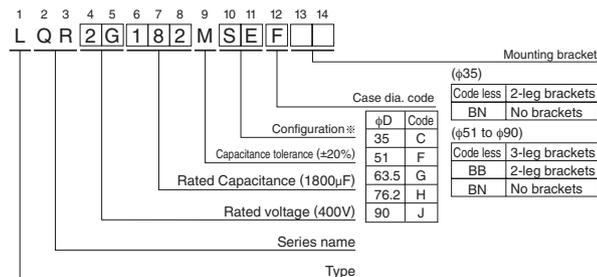 1 2 3 4 5 6 7 8 9 10 11 12 13 14
L Q R 2 G 1 8 2 M S E F
Mounting bracket
(φ35)
Code less 2-leg brackets
BN No brackets
(φ51 to φ90)
Code less 3-leg brackets
BB 2-leg brackets
BN No brackets
Case dia. code
φD Code
35 C
51 F
63.5 G
76.2 H
90 J
Configuration※
Capacitance tolerance (±20%)
Rated Capacitance (1800µF)
Rated voltage (400V)
Series name
Type